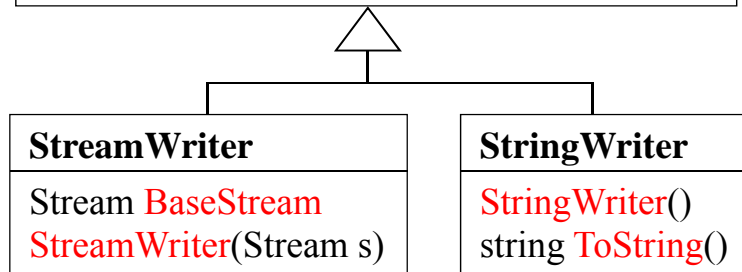 StreamWriter
Stream BaseStream
StreamWriter(Stream s)
StringWriter
StringWriter()
string ToString()